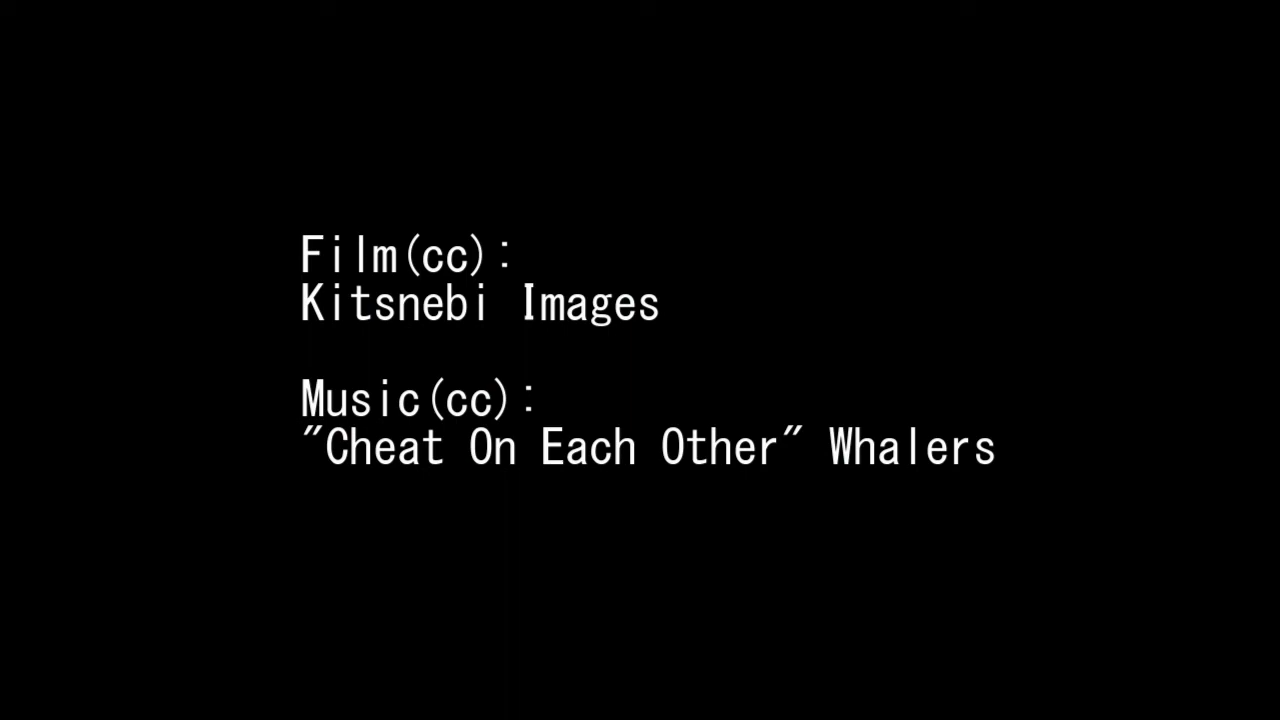 Film(cc):
Kitsnebi Images
Music(cc):
"Cheat On Each Other" Whalers